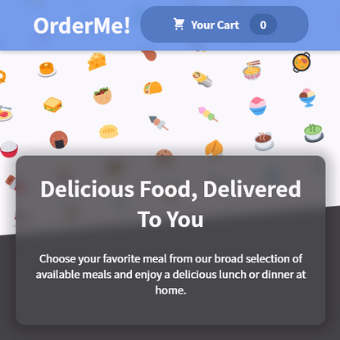 OrderMe!
Your Cart 0
Delicious Food, Delivered
To You
Choose your favorite meal from our broad selection of
available meals and enjoy a delicious lunch or dinner at
home.